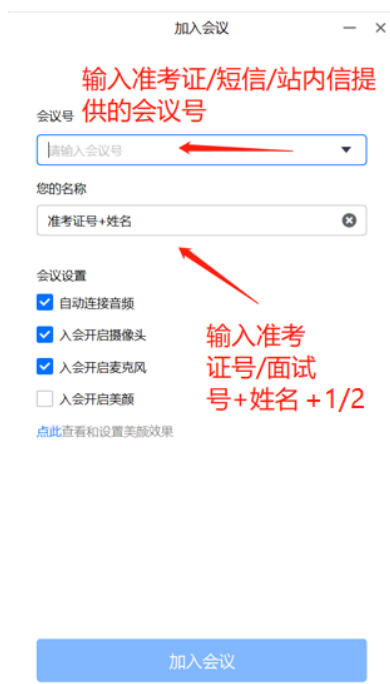 加入会议
输入准考证/短信/站内信提
供的会议号
会议号
请输入会议号
您的名称
准考证号+姓名
会议设置
自动连接音频
入会开启摄像头
入会开启麦克风
入会开启美颜
输入准考
证号/面试
号+姓名 +1/2
点此查看和设置美颜效果
加入会议